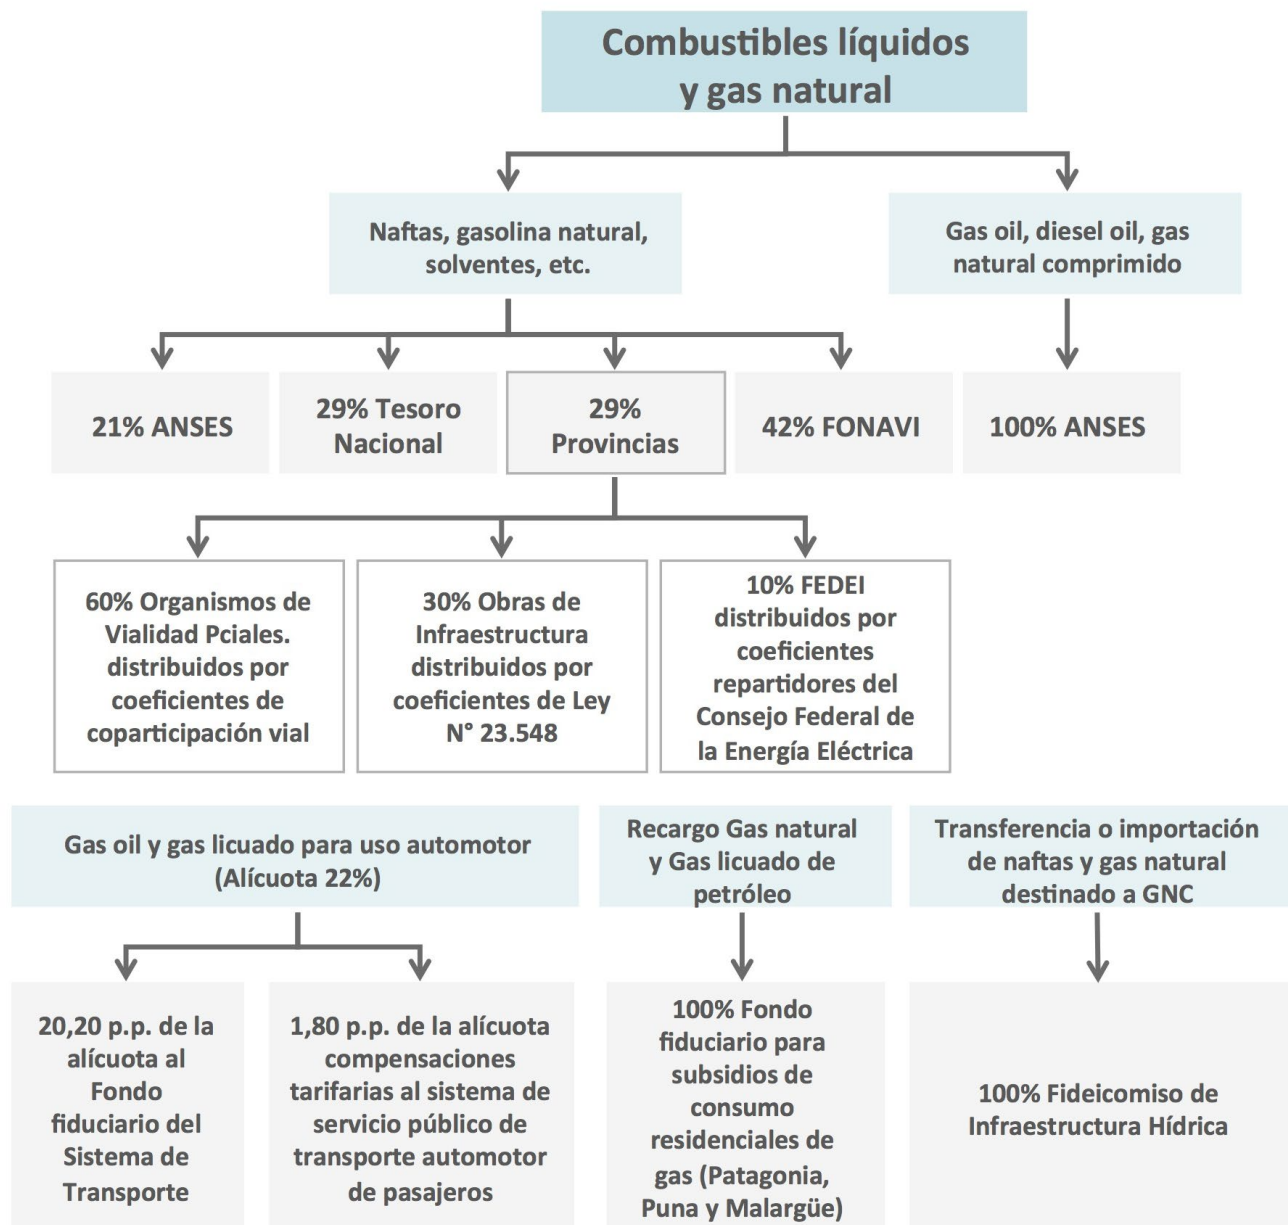 Combustibles líquidos
y gas natural
Naftas, gasolina natural,
solventes, etc.
Gas oil, diesel oil, gas
natural comprimido
21% ANSES
29% Tesoro
Nacional
29%
Provincias
42% FONAVI
100% ANSES
60% Organismos de
Vialidad Pciales.
distribuidos por
coeficientes de
coparticipación vial
30% Obras de
Infraestructura
distribuidos por
coeficientes de Ley
N° 23.548
10% FEDEI
distribuidos por
coeficientes
repartidores del
Consejo Federal de
la Energía Eléctrica
Gas oil y gas licuado para uso automotor
(Alícuota 22%)
Recargo Gas natural
y Gas licuado de
petróleo
Transferencia o importación
de naftas y gas natural
destinado a GNC
20,20 p.p. de la
alícuota al
Fondo
fiduciario del
Sistema de
Transporte
1,80 p.p. de la alícuota
compensaciones
tarifarias al sistema de
servicio público de
transporte automotor
de pasajeros
100% Fondo
fiduciario para
subsidios de
consumo
residenciales de
gas (Patagonia,
Puna y Malargüe)
100% Fideicomiso de
Infraestructura Hídrica